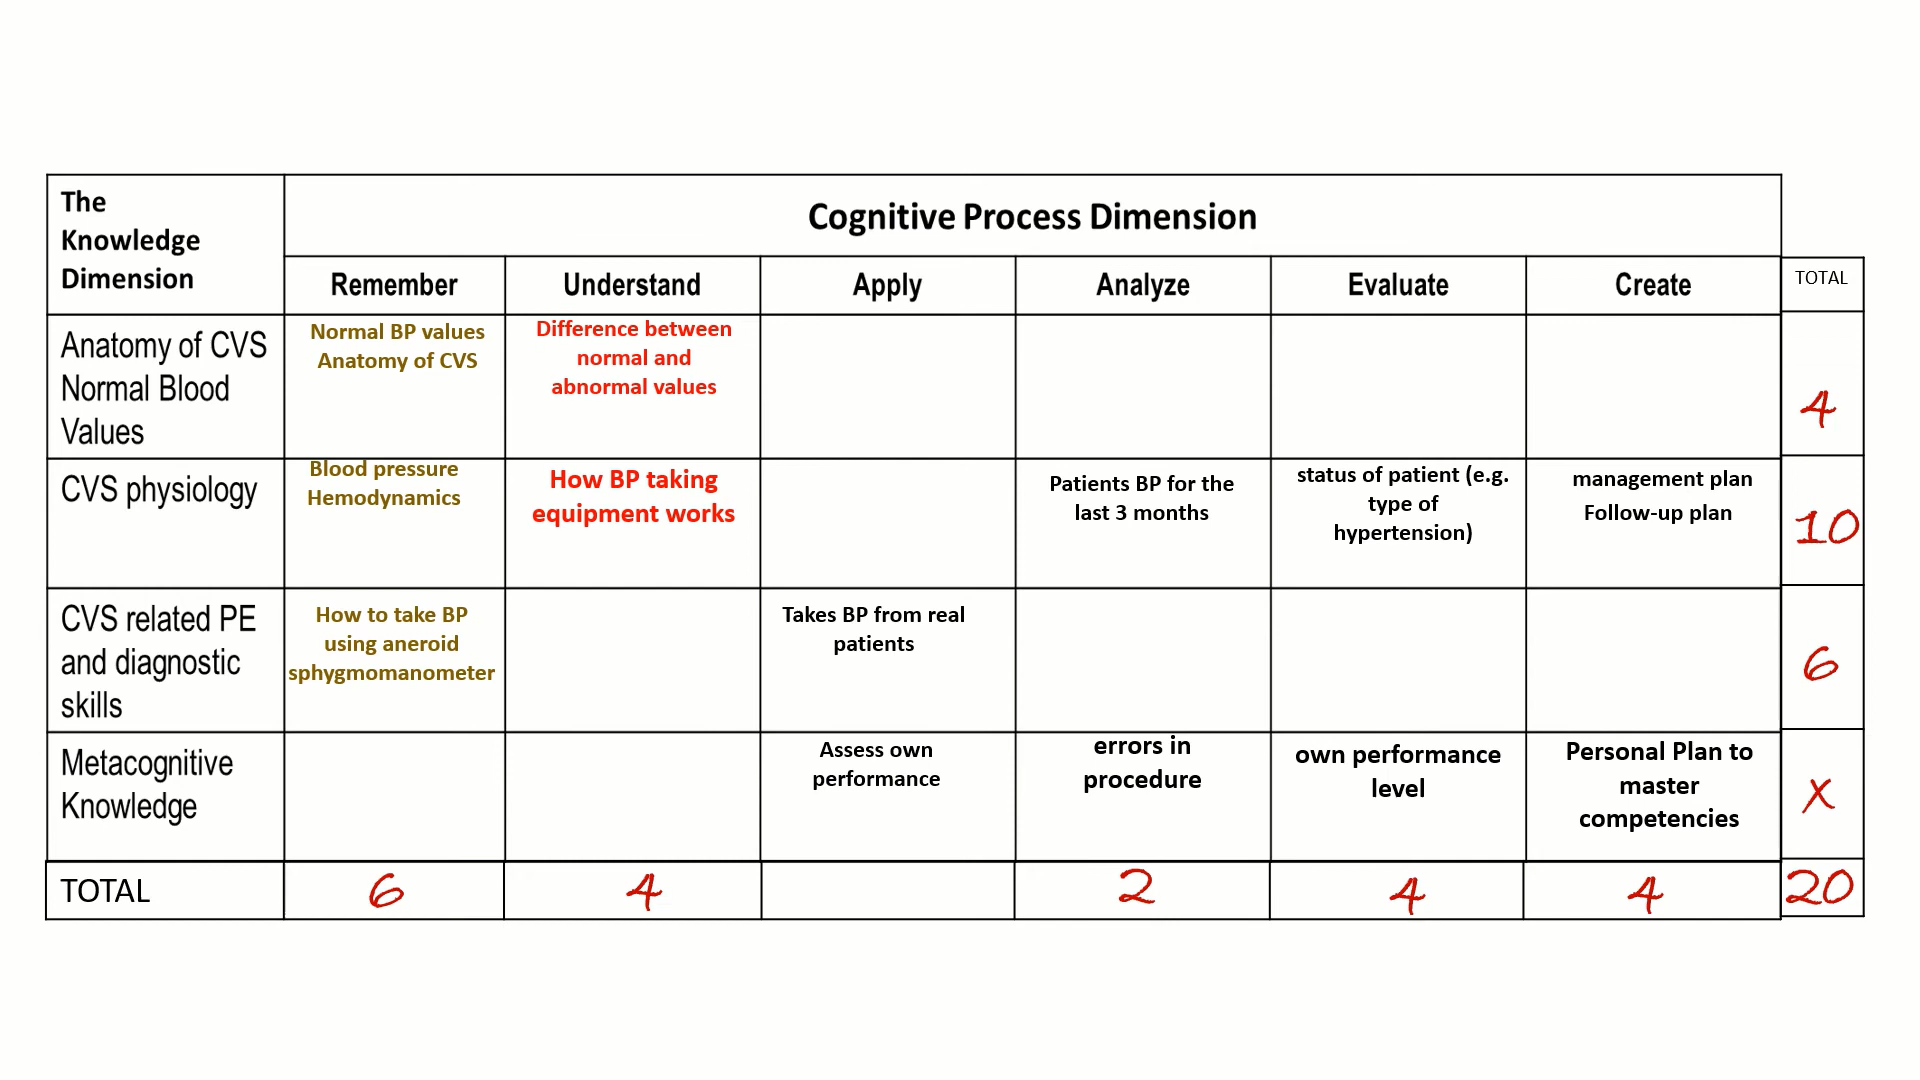 The
Knowledge
Dimension
Cognitive Process Dimension
Remember
Understand
Apply
Analyze
Evaluate
Create
TOTAL
Anatomy of CVS
Normal Blood
Values
Normal BP values
Anatomy of CVS
Difference between
normal and
abnormal values
4
CVS physiology
Blood pressure
Hemodynamics
How BP taking
equipment works
Patients BP for the
last 3 months
status of patient (e.g.
type of
hypertension)
management plan
Follow-up plan
10
CVS related PE
and diagnostic
skills
How to take BP
using aneroid
sphygmomanometer
Takes BP from real
patients
6
Metacognitive
Knowledge
Assess own
performance
errors in
procedure
own performance
level
Personal Plan to
master
competencies
X
TOTAL
6
4
2
4
4
20